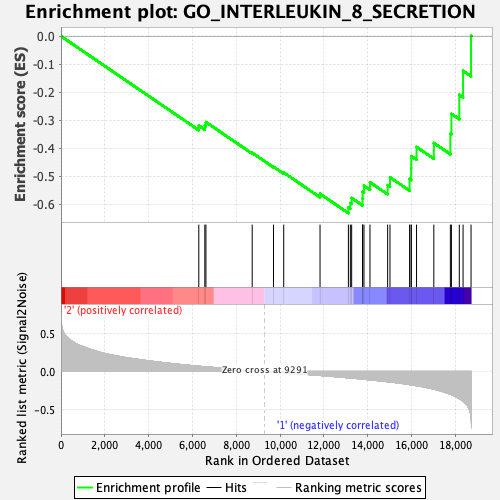 Enrichment plot: GO_INTERLEUKIN_8_SECRETION
Enrichment score (ES)
0.0
-0.1
-0.2
-0.3
-0.4
-0.5
-0.6
'2' (positively correlated)
Ranked list metric (Signal2Noise)
0.5
0.0
-0.5
Zero cross at 9291
'1' (negatively correlated)
0 2,000 4,000 6,000 8,000 10,000 12,000 14,000 16,000 18,000
Rank in Ordered Dataset
Enrichment profile Hits Ranking metric scores